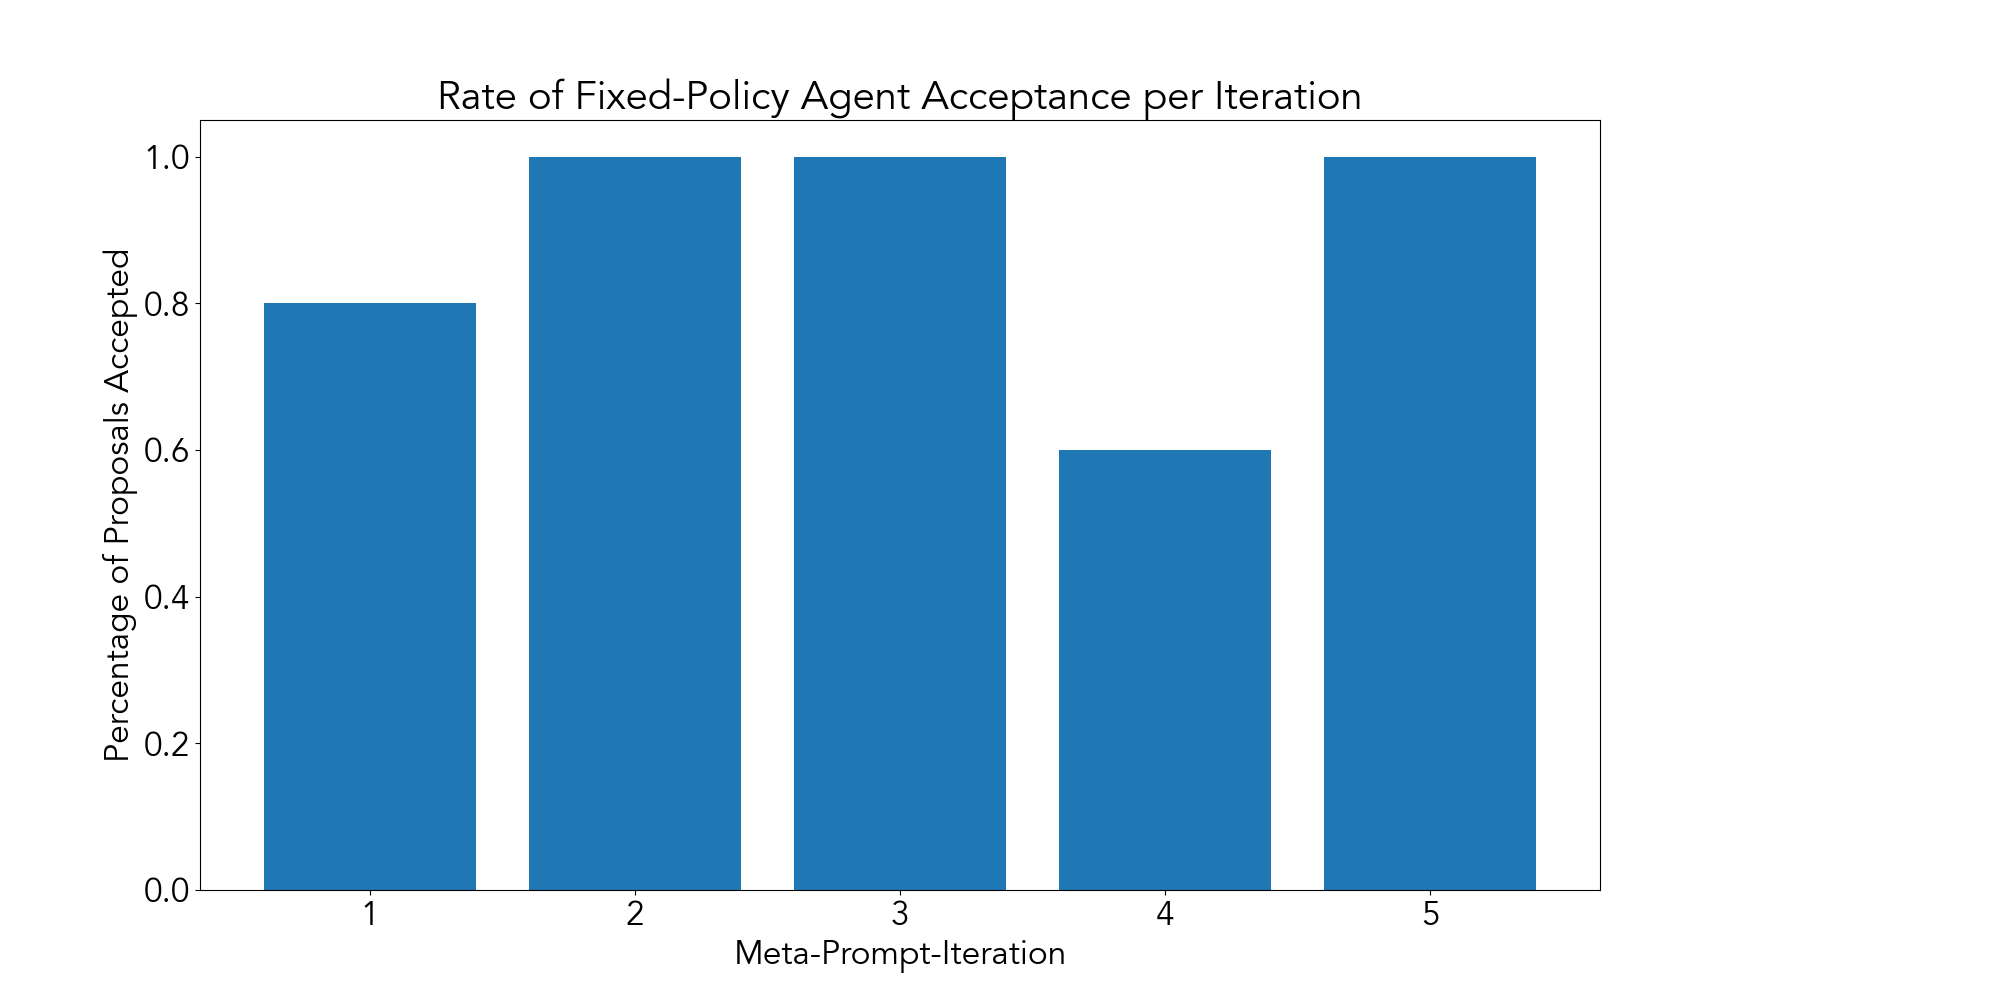 Rate of Fixed-Policy Agent Acceptance per Iteration
Percentage of Proposals Accepted
1.0
0.8
0.6
0.4
0.2
0.0
1 2 3 4 5
Meta-Prompt-Iteration